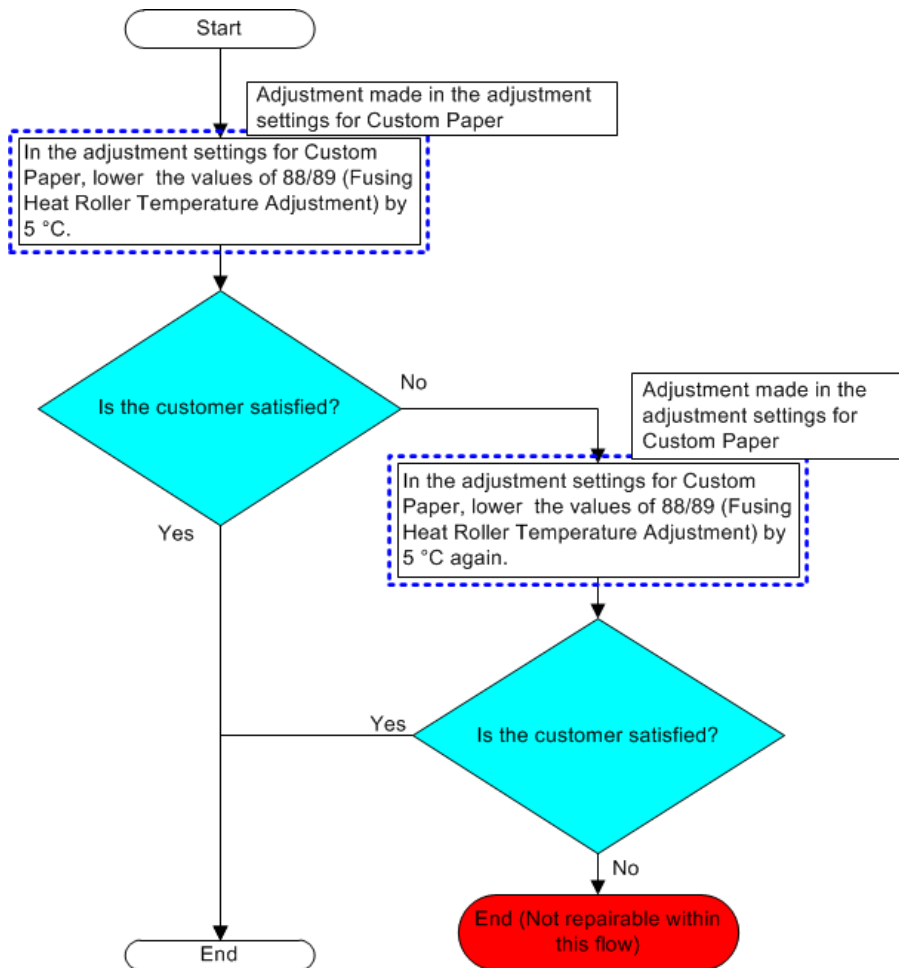 Start
Adjustment made in the adjustment
settings for Custom Paper
In the adjustment settings for Custom
Paper, lower  the values of 88/89 (Fusing
Heat Roller Temperature Adjustment) by
5 °C.
Is the customer satisfied?
No
Yes
Adjustment made in the
adjustment settings for
Custom Paper
In the adjustment settings for Custom
Paper, lower  the values of 88/89 (Fusing
Heat Roller Temperature Adjustment) by
5 °C again.
Is the customer satisfied?
Yes
No
End (Not repairable within
this flow)
End